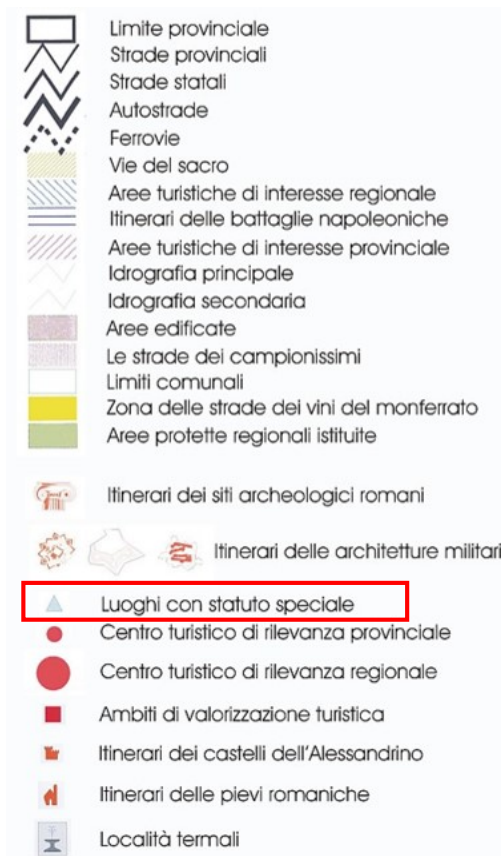 Limite provinciale
Strade provinciali
Strade statali
Autostrade
Ferrovie
Vie del sacro
Aree turistiche di interesse regionale
Itinerari delle battaglie napoleoniche
Aree turistiche di interesse provinciale
Idrografia principale
Idrografia secondaria
Aree edificate
Le strade dei campionissimi
Limiti comunali
Zona delle strade dei vini del monferrato
Aree protette regionali istituite
Itinerari dei siti archeologici romani
Itinerari delle architetture militari
Luoghi con statuto speciale
Centro turistico di rilevanza provinciale
Centro turistico di rilevanza regionale
Ambiti di valorizzazione turistica
Itinerari dei castelli dell'Alessandrino
Itinerari delle pievi romaniche
Località termali